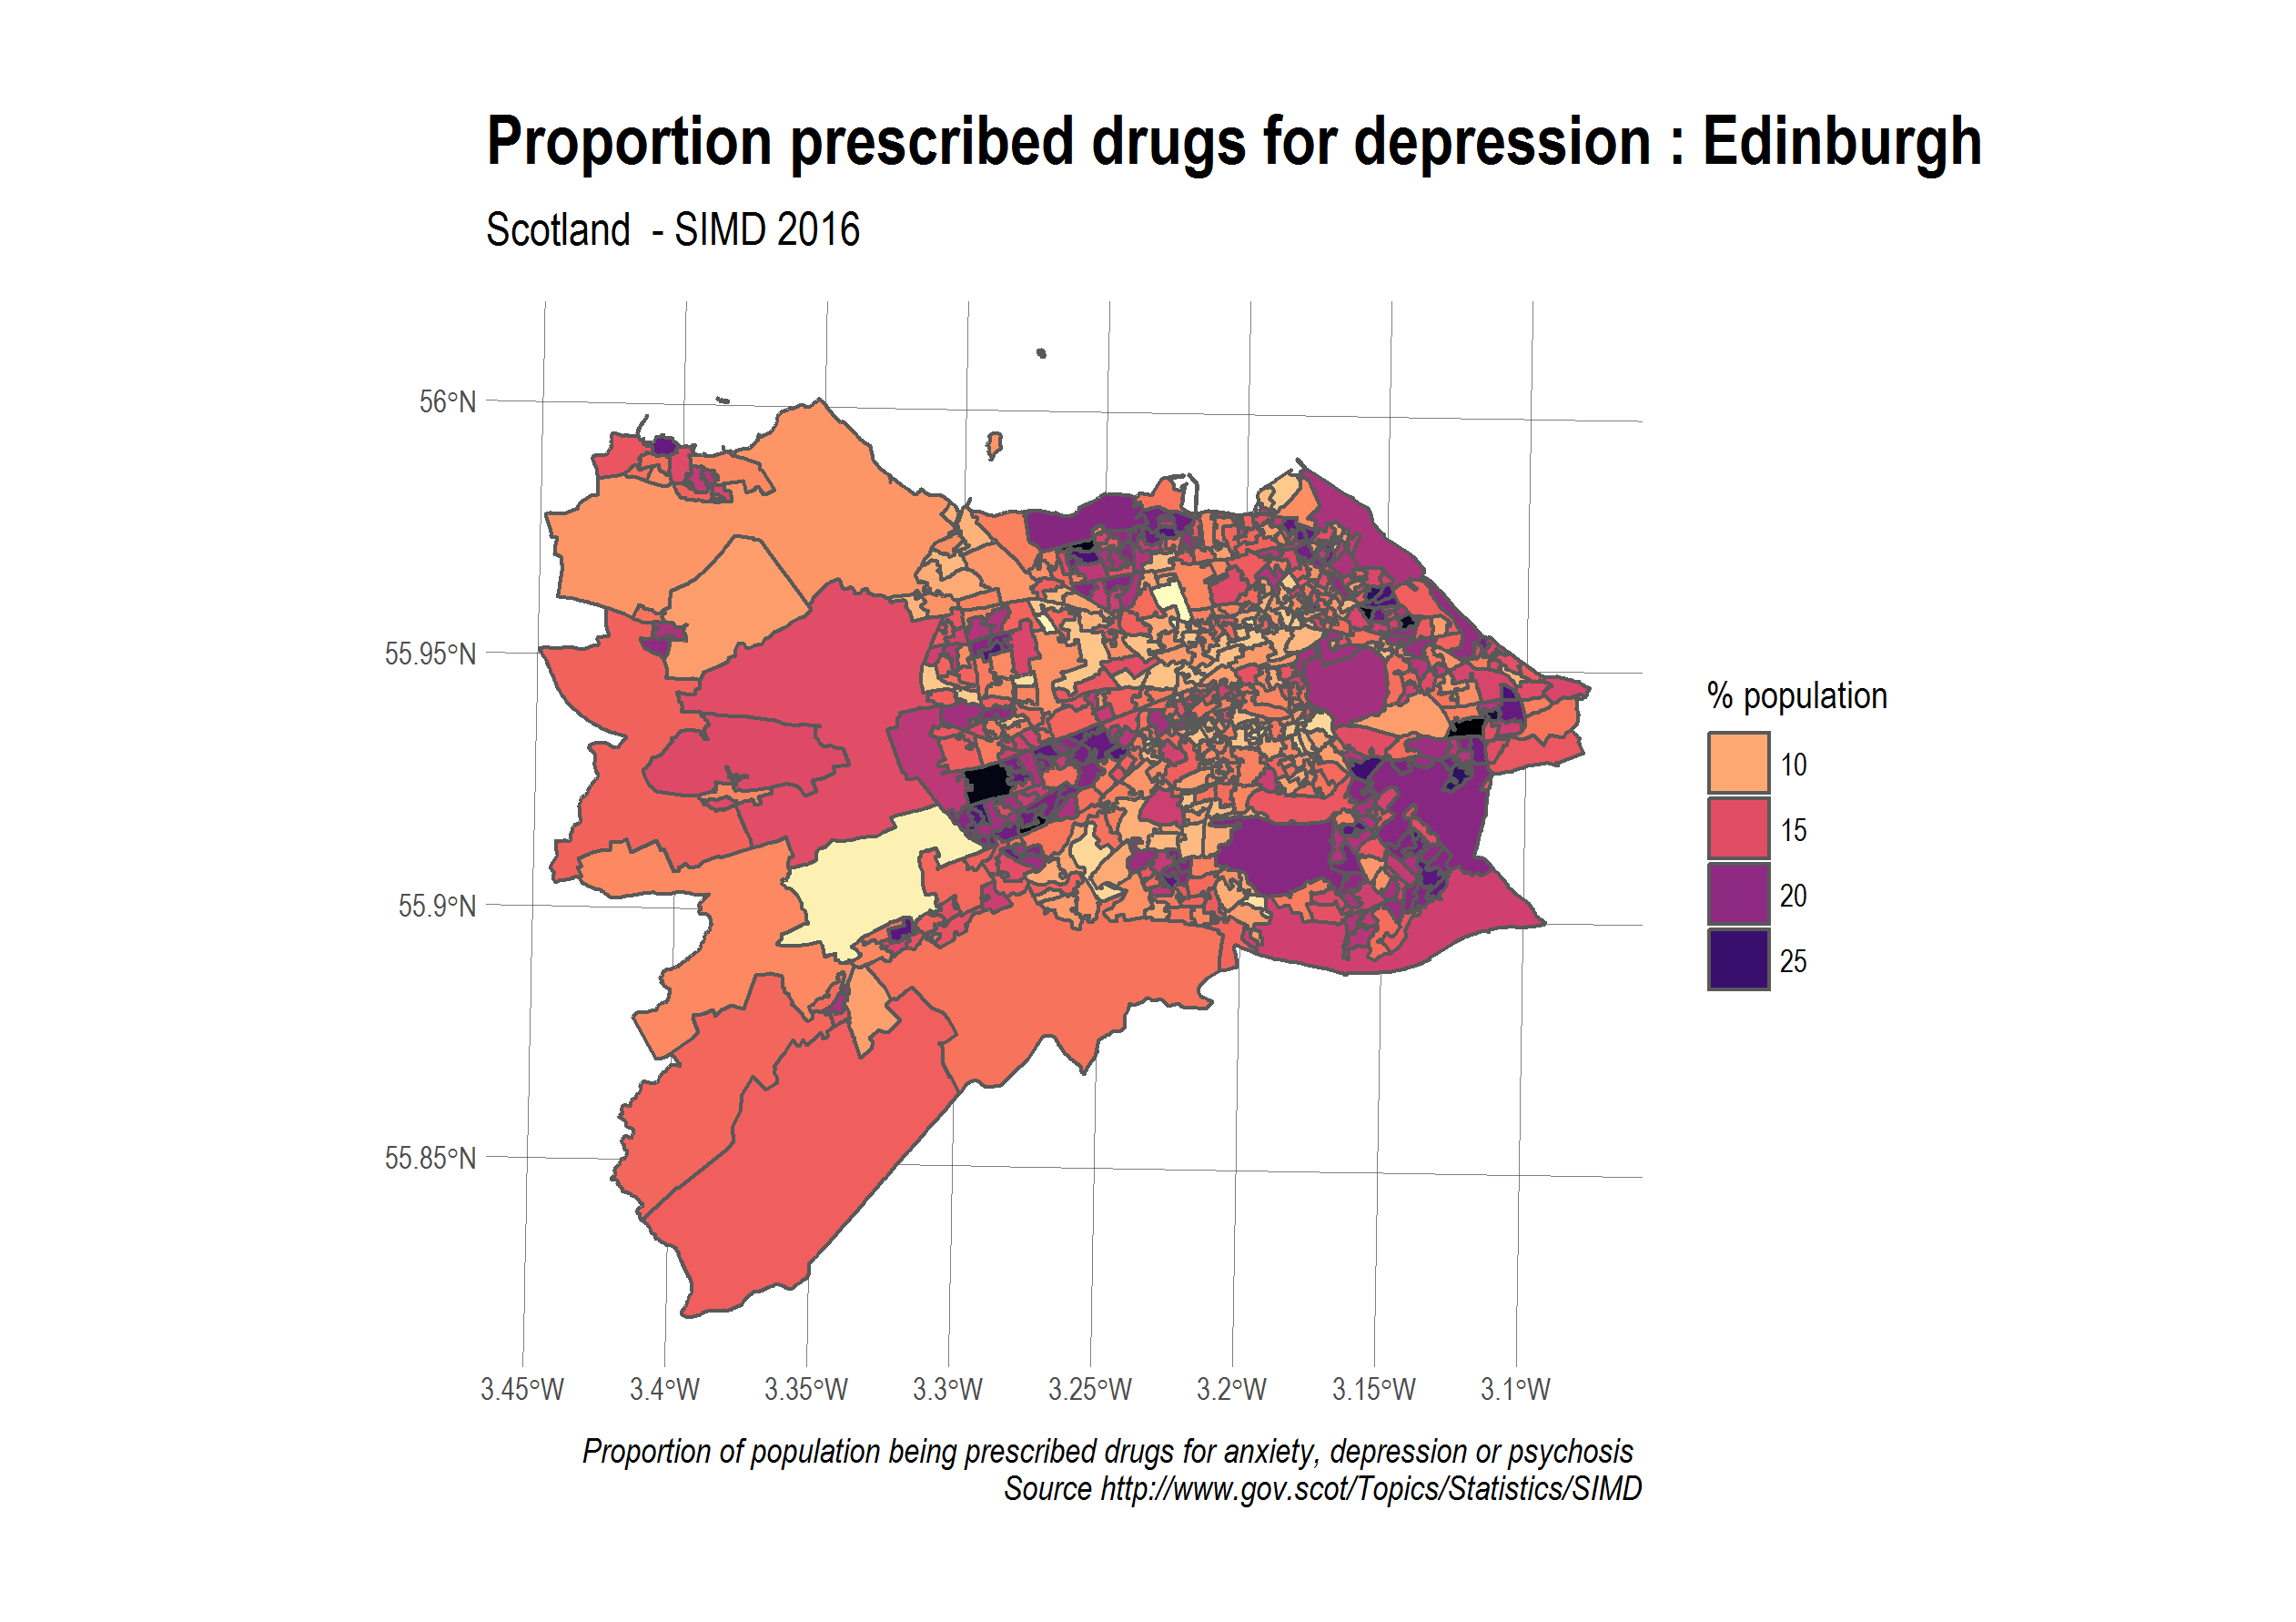 Proportion prescribed drugs for depression : Edinburgh
Scotland  - SIMD 2016
56°N
55.95°N
55.9°N
55.85°N
3.45°W
3.4°W
3.35°W
3.3°W
3.25°W
3.2°W
3.15°W
3.1°W
% population
10
15
20
25
Proportion of population being prescribed drugs for anxiety, depression or psychosis
Source http://www.gov.scot/Topics/Statistics/SIMD